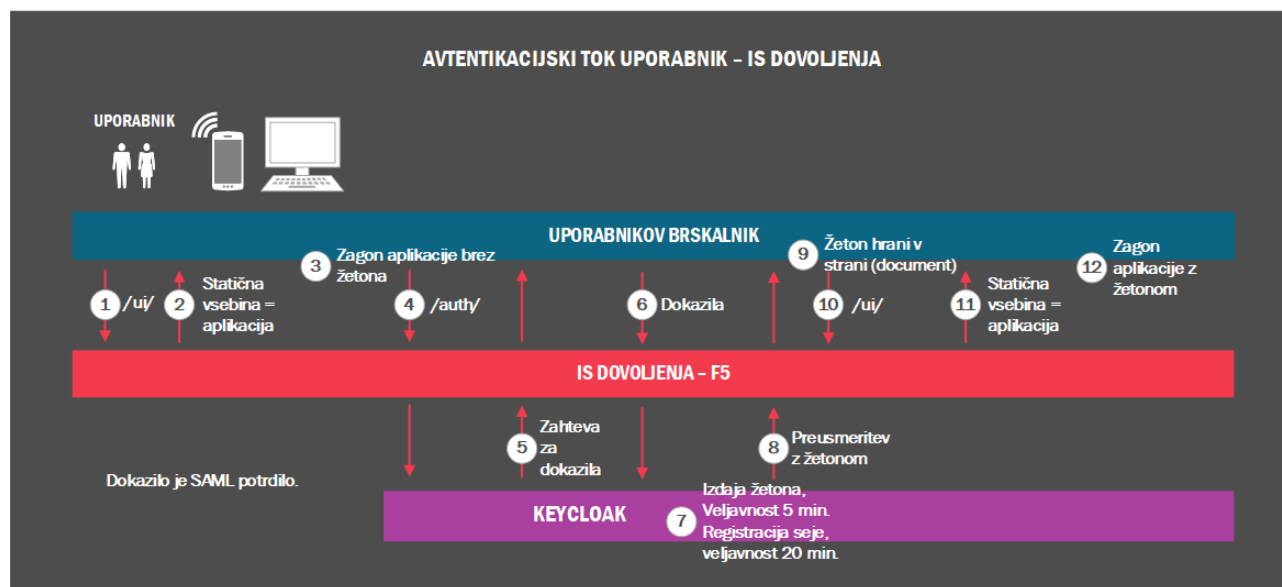 AVTENTIKACIJSKI TOK UPORABNIK – IS DOVOLJENJA
UPORABNIK
UPORABNIKOV BRSKALNIK
1
/ui/
2
Statična
vsebina =
aplikacija
3
Zagon aplikacije brez
žetona
4
/auth/
6
Dokazila
9
Žeton hrani v
strani (document)
10
/ui/
11
Statična
vsebina =
aplikacija
12
Zagon
aplikacije z
žetonom
IS DOVOLJENJA – F5
5
Zahteva
za
dokazila
8
Preusmeritev
z žetonom
Dokazilo je SAML potrdilo.
KEYCLOAK
7
Izdaja žetona,
Veljavnost 5 min.
Registracija seje,
veljavnost 20 min.